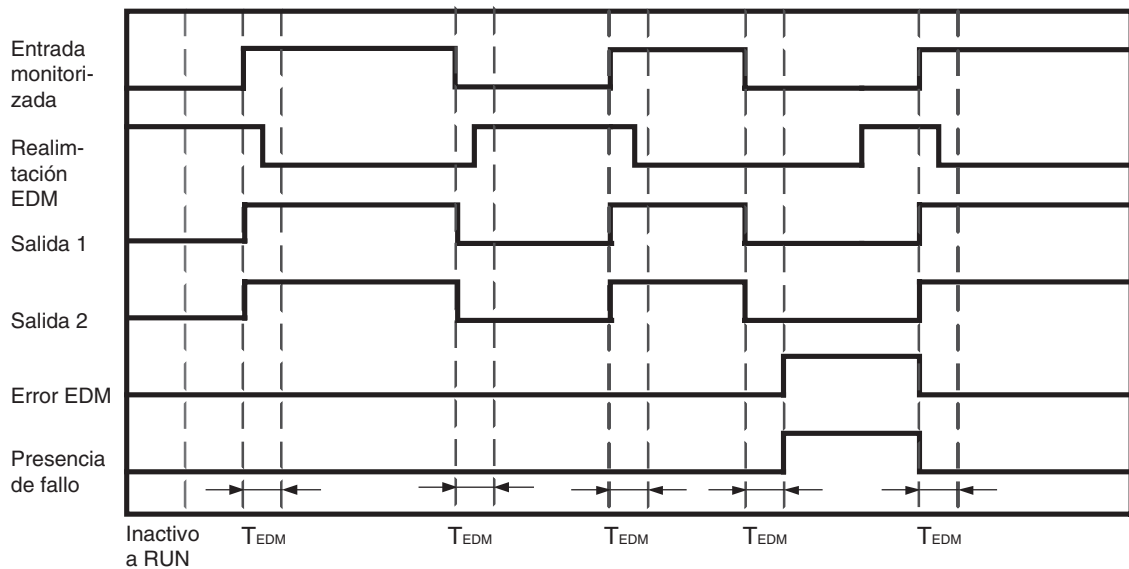 Entrada
monitori-
zada
Realim-
tación
EDM
Salida 1
Salida 2
Error EDM
Presencia
de fallo
Inactivo
a RUN
TEDM
TEDM
TEDM
TEDM
TEDM